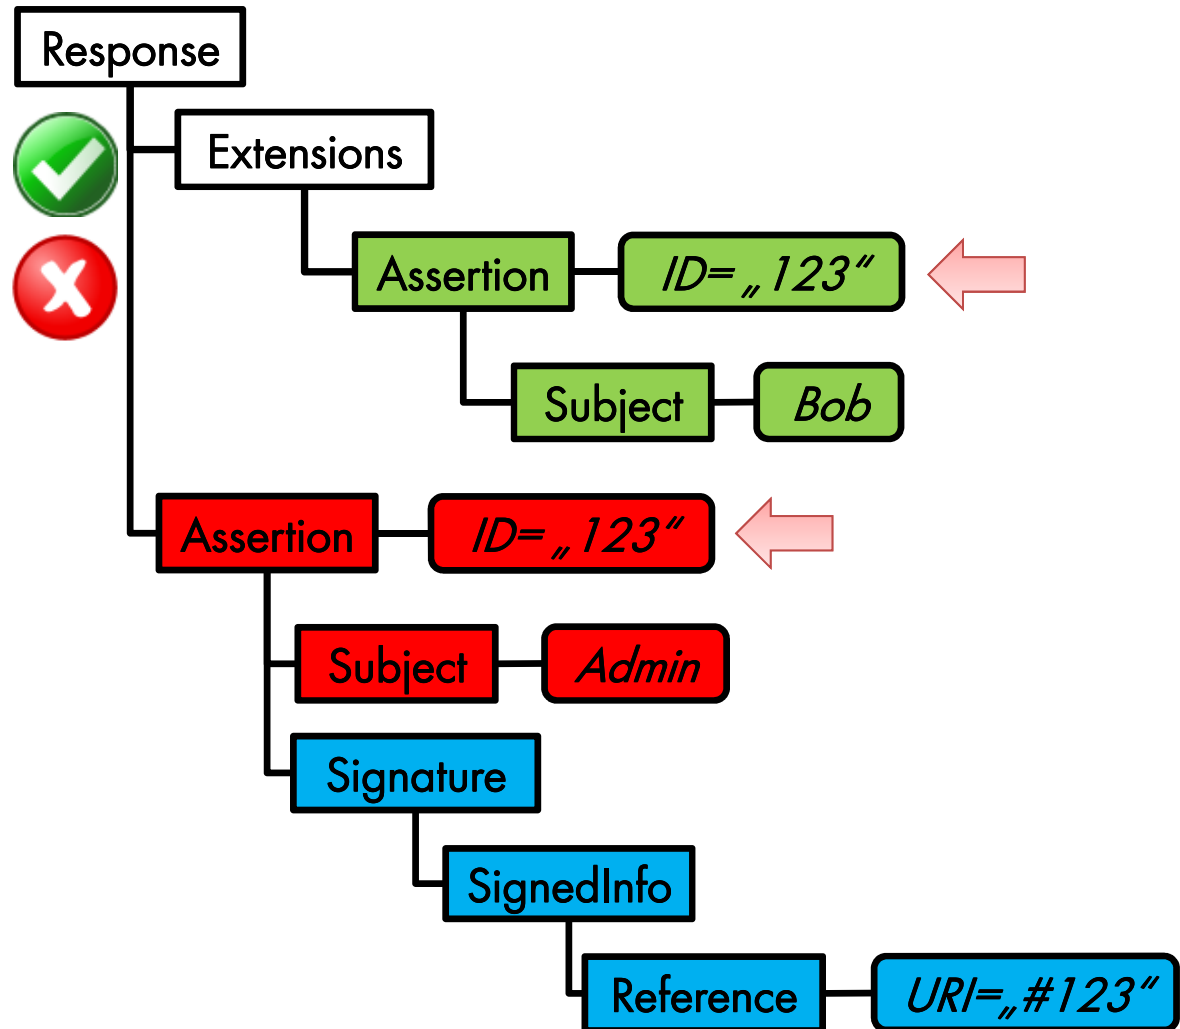 Response
Extensions
Assertion
ID=„123“
Subject
Bob
Assertion
ID=„123“
Subject
Admin
Signature
SignedInfo
Reference
URI=„#123“